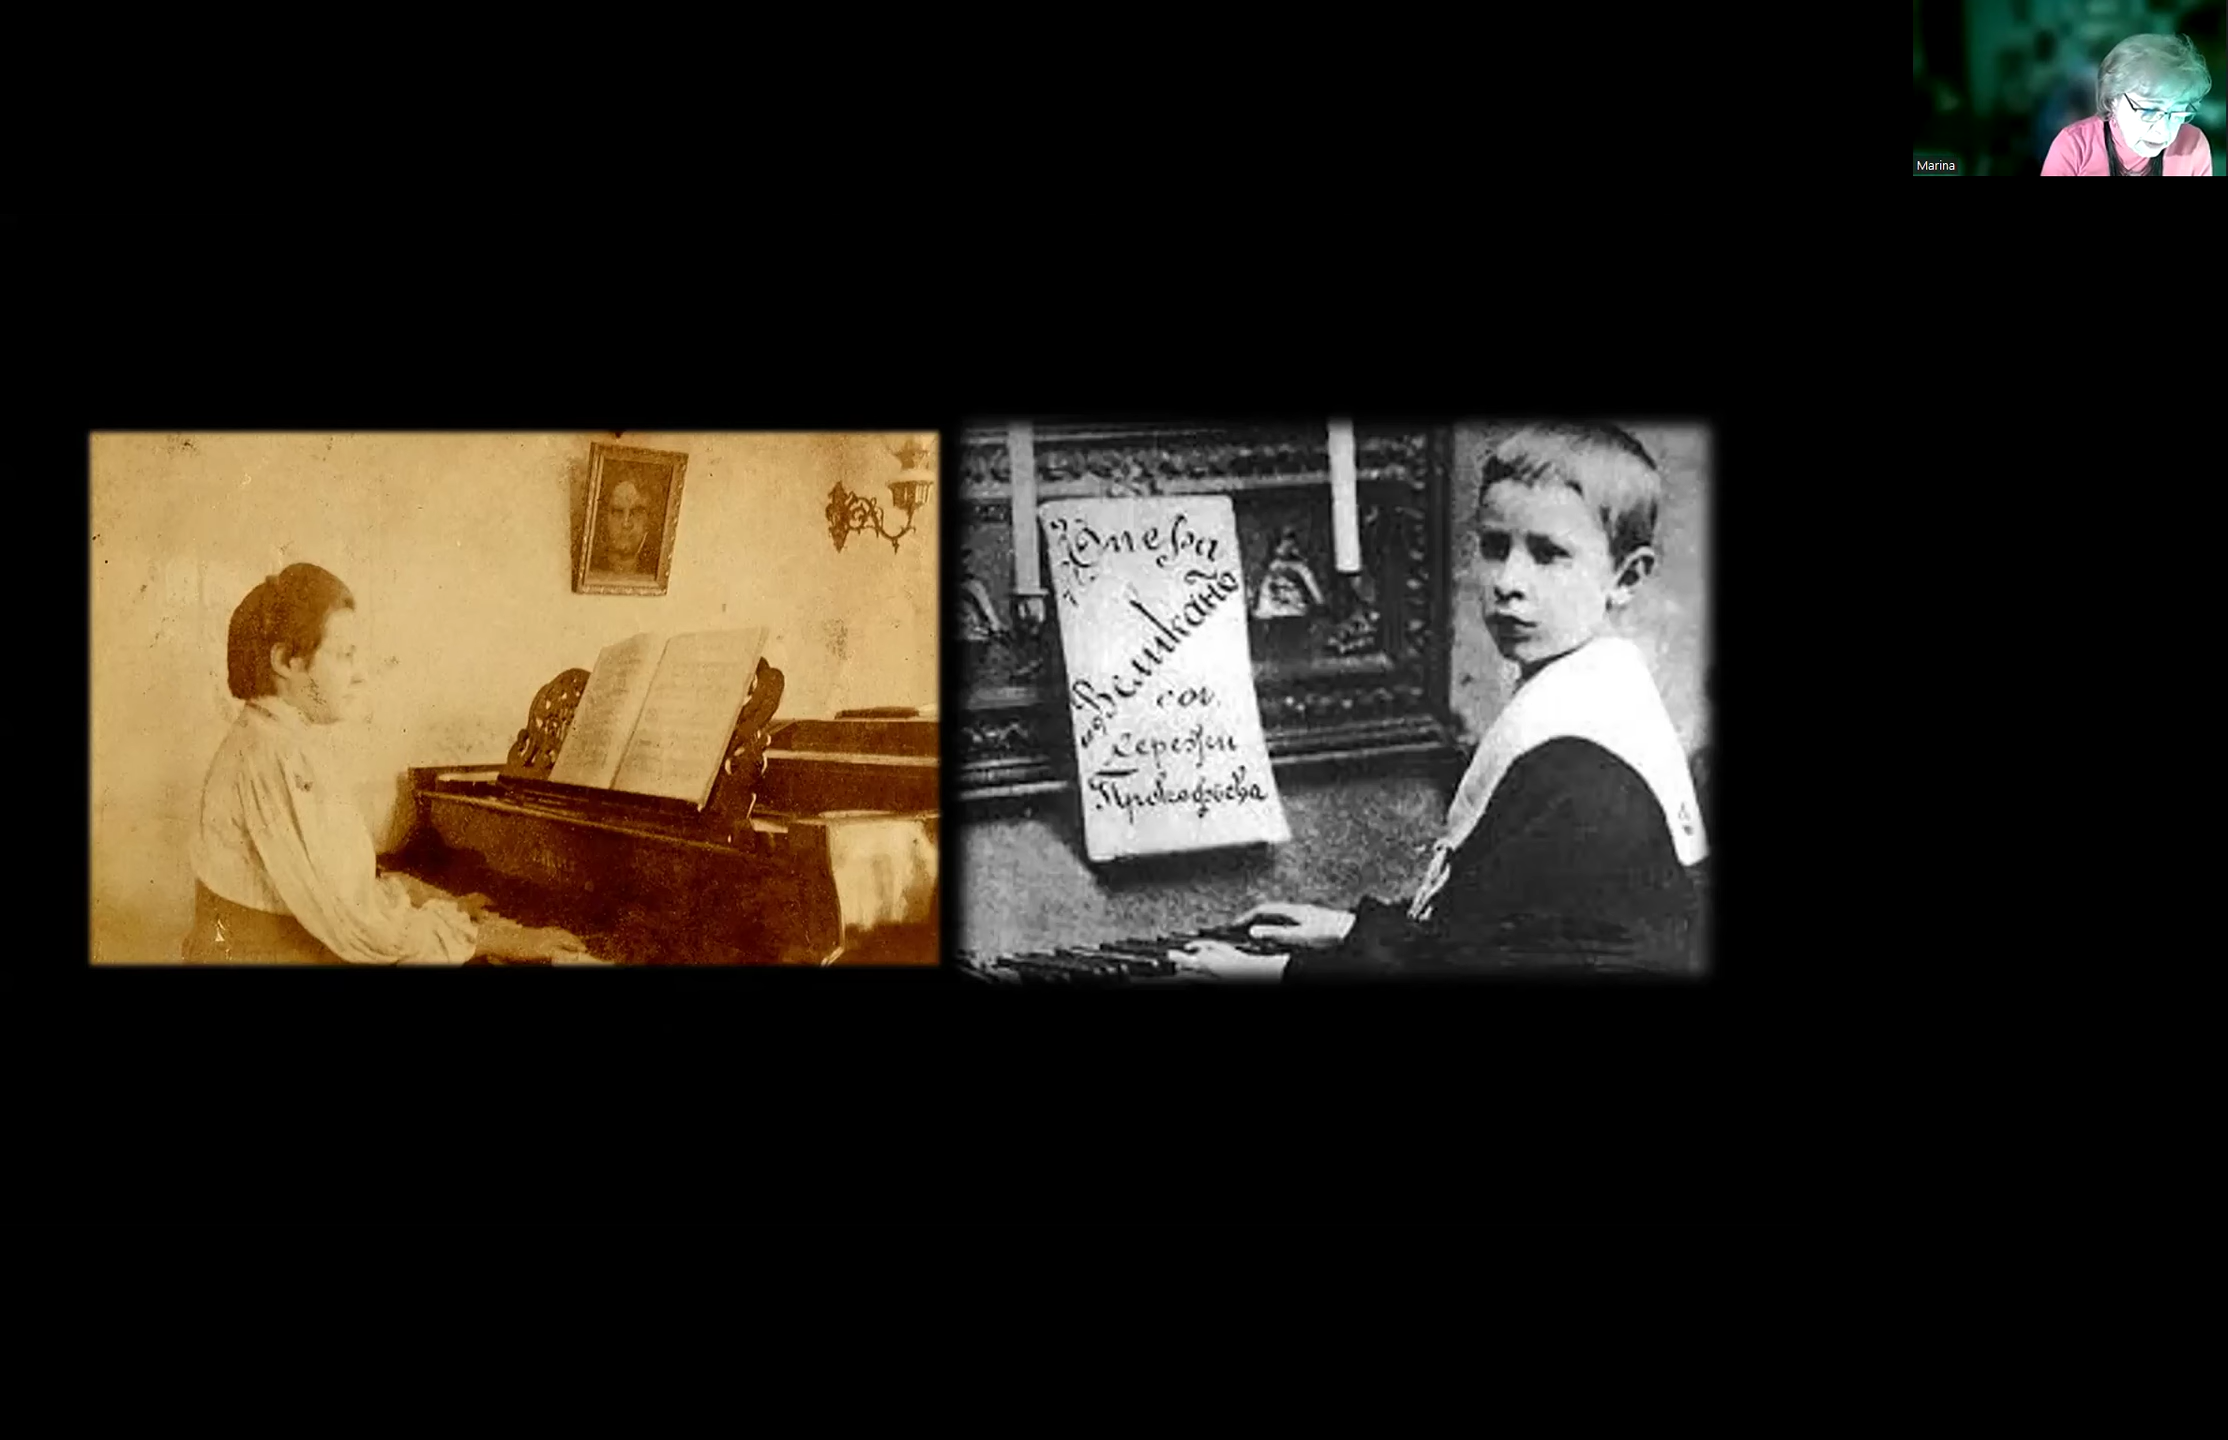 Marina
Опера
„Великанъ“
соч.
Сережи
Прокофьева